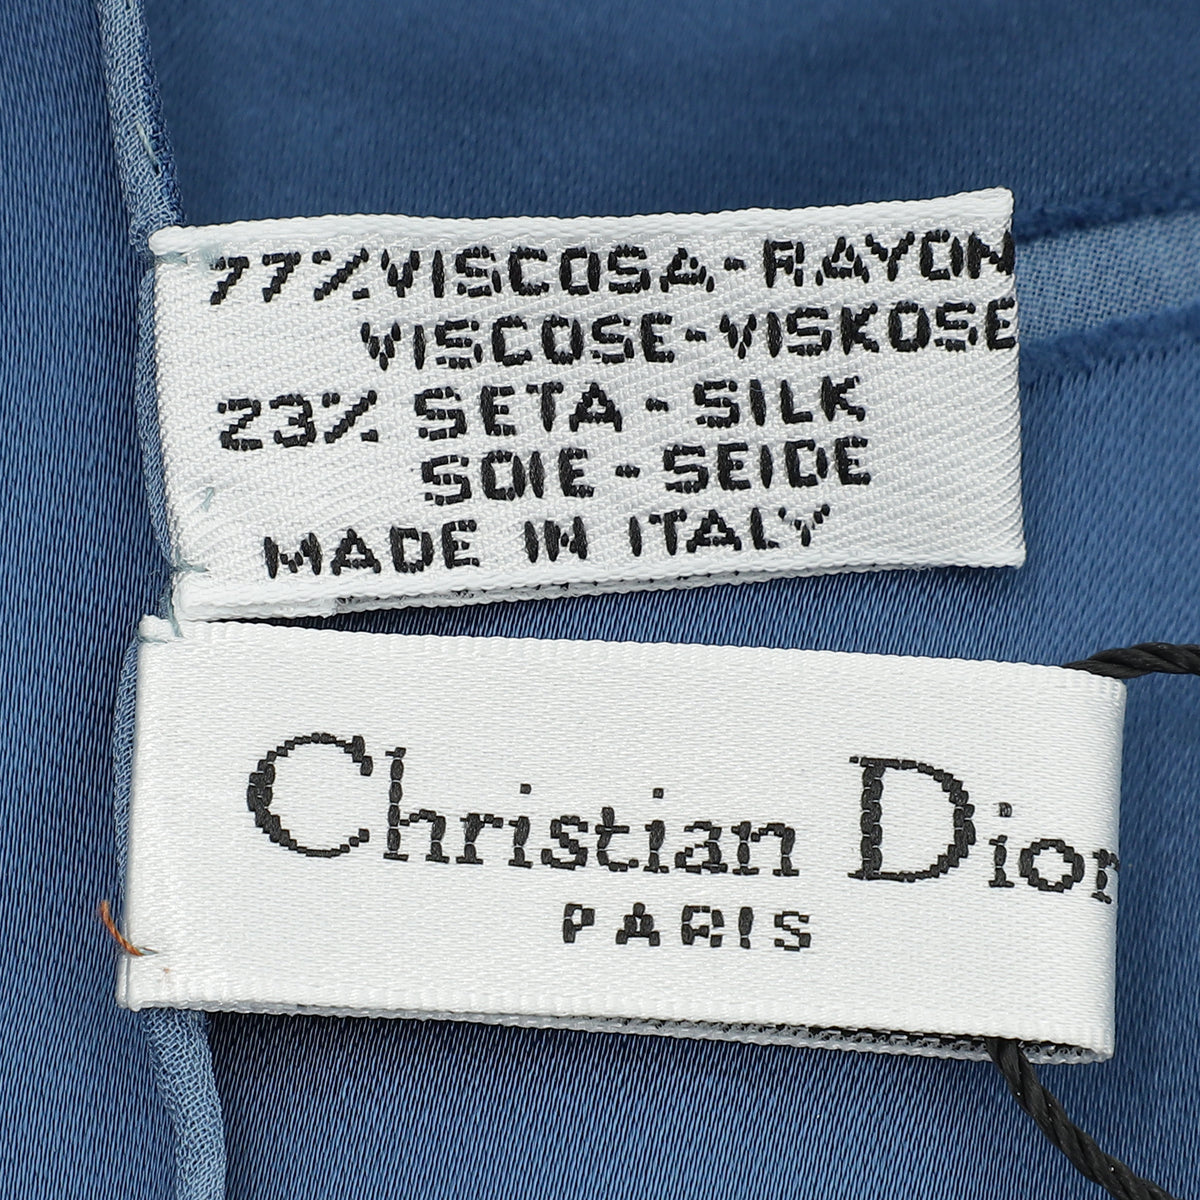 77% VISCOSA-RAYON
VISCOSE-VISKOSE
23% SETA-SILK
SOIE-SEIDE
MADE IN ITALY
Christian Dior
PARIS